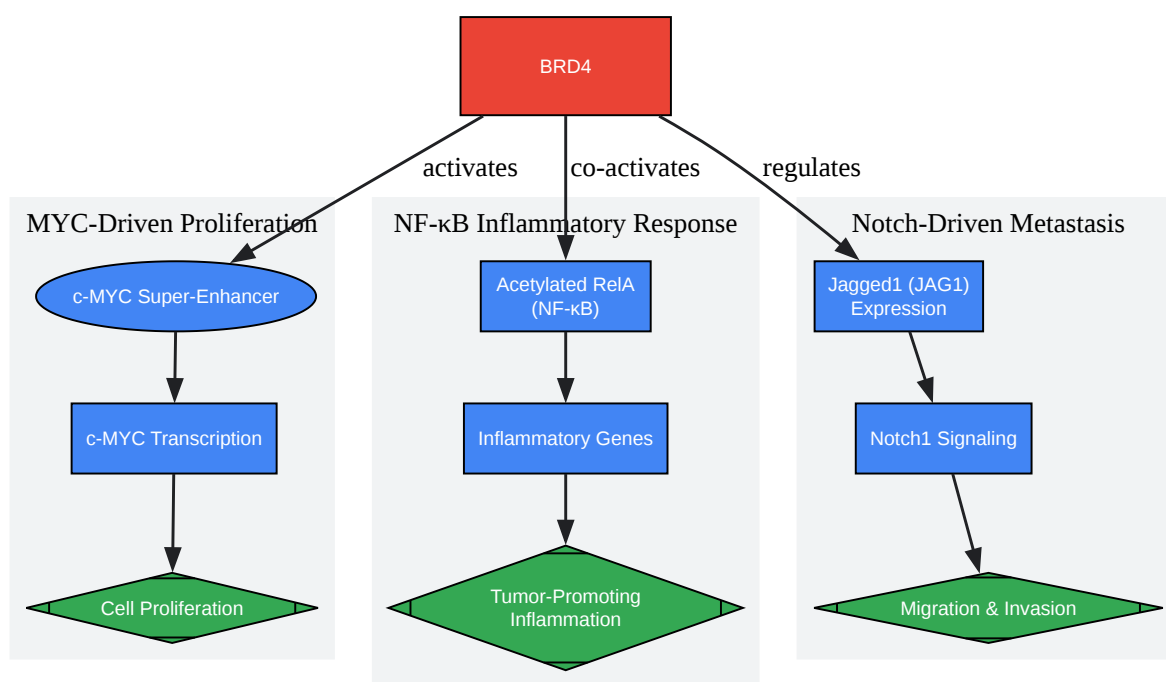 BRD4
activates
co-activates
regulates
MYC-Driven Proliferation
NF-κB Inflammatory Response
Notch-Driven Metastasis
c-MYC Super-Enhancer
Acetylated RelA
(NF-κB)
Jagged1 (JAG1)
Expression
c-MYC Transcription
Inflammatory Genes
Notch1 Signaling
Cell Proliferation
Tumor-Promoting
Inflammation
Migration & Invasion